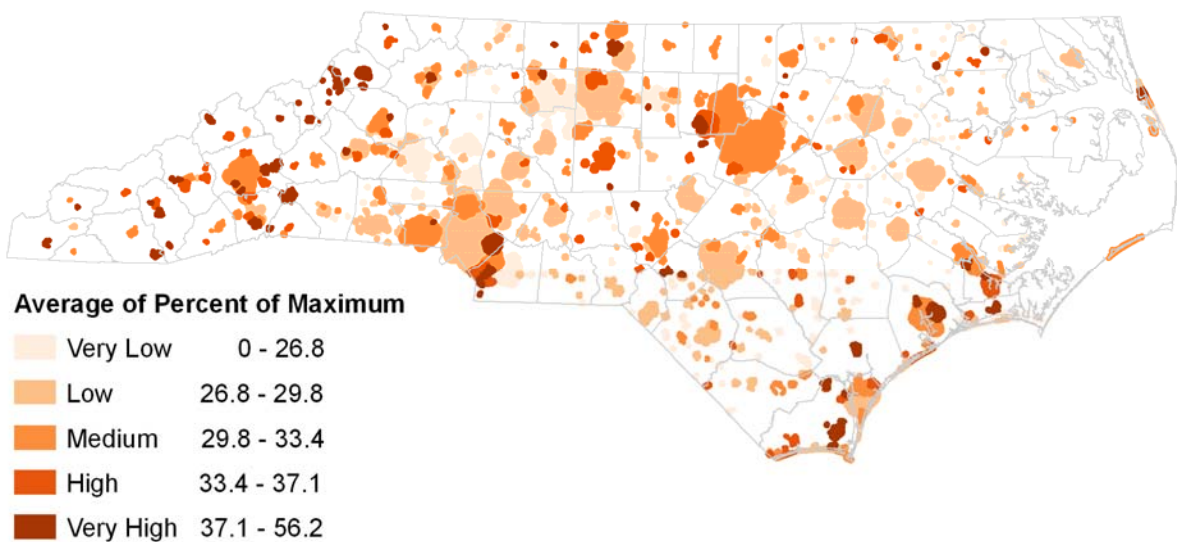 Average of Percent of Maximum
Very Low 0 - 26.8
Low 26.8 - 29.8
Medium 29.8 - 33.4
High 33.4 - 37.1
Very High 37.1 - 56.2